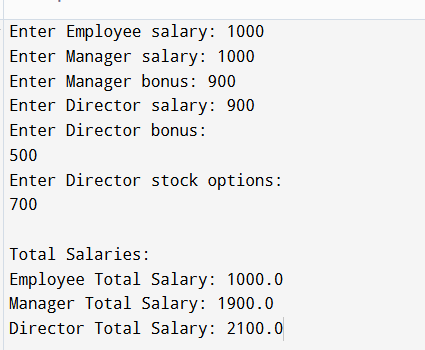 Enter Employee salary: 1000
Enter Manager salary: 1000
Enter Manager bonus: 900
Enter Director salary: 900
Enter Director bonus:
500
Enter Director stock options:
700
Total Salaries:
Employee Total Salary: 1000.0
Manager Total Salary: 1900.0
Director Total Salary: 2100.0